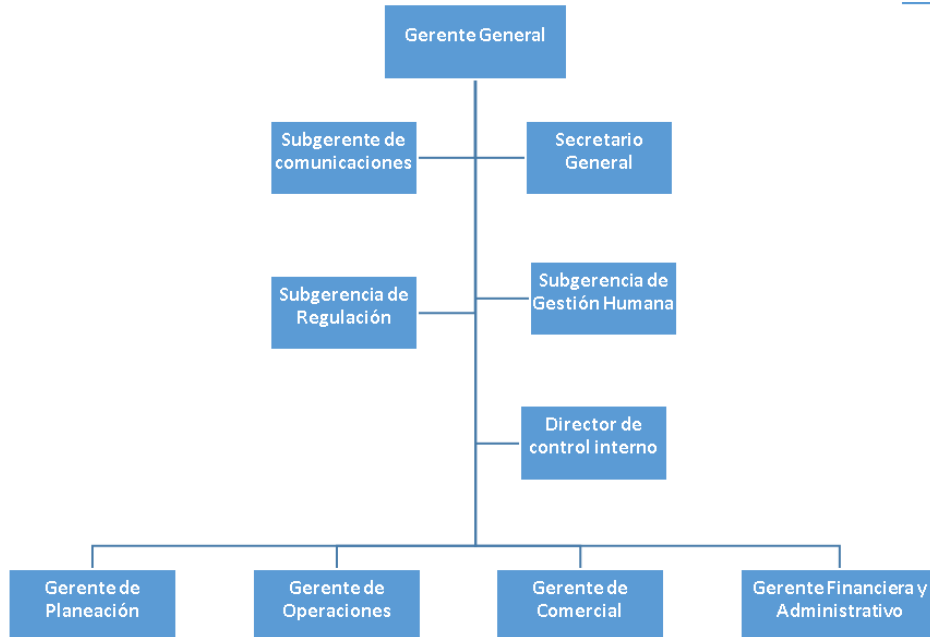 Gerente General
Subgerente de
comunicaciones
Secretario
General
Subgerencia de
Regulación
Subgerencia de
Gestión Humana
Director de
control interno
Gerente de
Planeación
Gerente de
Operaciones
Gerente de
Comercial
Gerente Financiera y
Administrativo